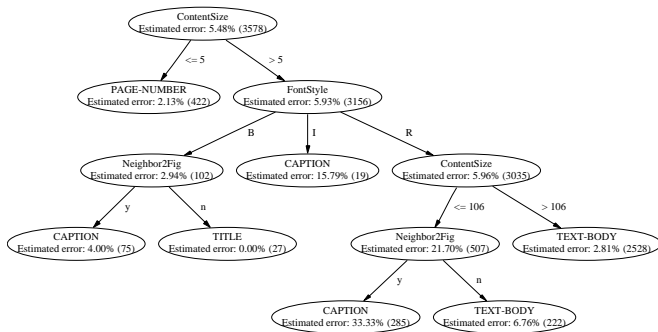 ContentSize
Estimated error: 5.48% (3578)
<= 5
> 5
PAGE-NUMBER
Estimated error: 2.13% (422)
FontStyle
Estimated error: 5.93% (3156)
B
I
R
Neighbor2Fig
Estimated error: 2.94% (102)
CAPTION
Estimated error: 15.79% (19)
ContentSize
Estimated error: 5.96% (3035)
y
n
<= 106
> 106
CAPTION
Estimated error: 4.00% (75)
TITLE
Estimated error: 0.00% (27)
Neighbor2Fig
Estimated error: 21.70% (507)
TEXT-BODY
Estimated error: 2.81% (2528)
y
n
CAPTION
Estimated error: 33.33% (285)
TEXT-BODY
Estimated error: 6.76% (222)